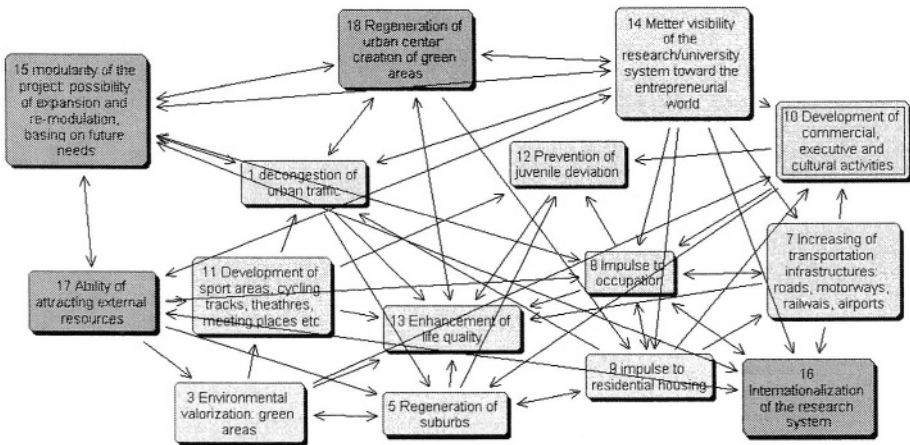 18 Regeneration of
urban center
creation of green
areas
14 Metter visibility
of the
research/university
system toward the
entrepreneurial
world
15 modularity of the
project: possibility
of expansion and
re-modulation,
basing on future
needs
10 Development of
commercial,
executive and
cultural activities
12 Prevention of
juvenile deviation
1 decongestion of
urban traffic
7 Increasing of
transportation
infrastructures:
roads, motorways,
railwais, airports
11 Development of
sport areas, cycling
tracks, theathres,
meeting places etc
8 Impulse to
occupation
17 Ability of
attracting external
resources
13 Enhancement of
life quality
9 impulse to
residential housing
16
Internationalization
of the research
system
3 Environmental
valorization: green
areas
5 Regeneration of
suburbs